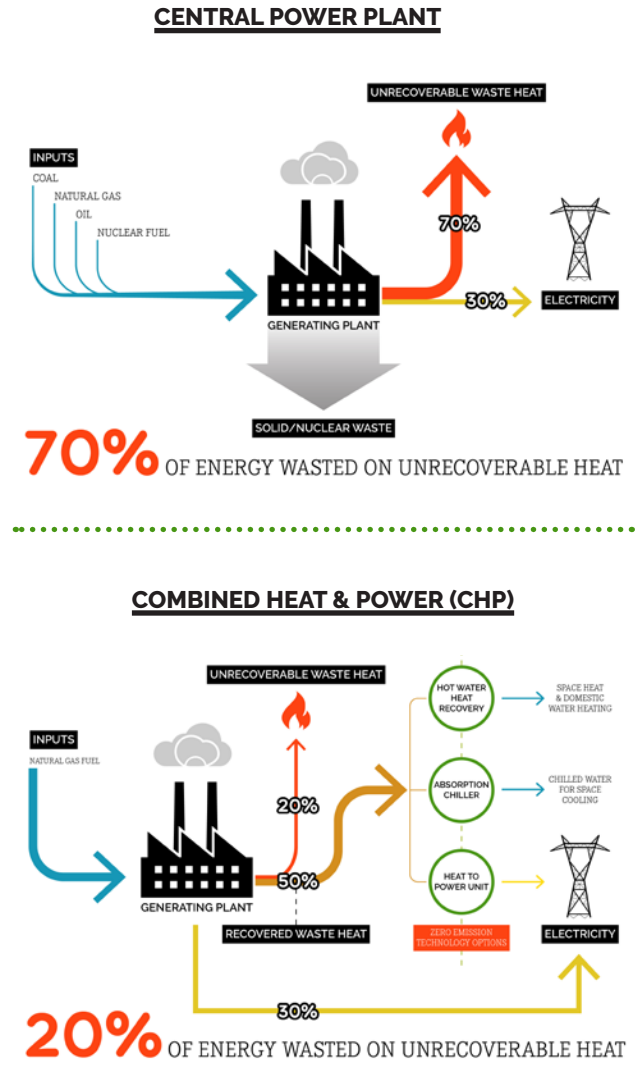 CENTRAL POWER PLANT
UNRECOVERABLE WASTE HEAT
INPUTS
COAL
NATURAL GAS
OIL
NUCLEAR FUEL
70%
30%
ELECTRICITY
GENERATING PLANT
SOLID/NUCLEAR WASTE
70% OF ENERGY WASTED ON UNRECOVERABLE HEAT
COMBINED HEAT & POWER (CHP)
UNRECOVERABLE WASTE HEAT
INPUTS
NATURAL GAS FUEL
HOT WATER
HEAT
RECOVERY
SPACE HEAT
& DOMESTIC
WATER HEATING
20%
ABSORPTION
CHILLER
CHILLED WATER
FOR SPACE
COOLING
50%
HEAT TO
POWER UNIT
GENERATING PLANT
RECOVERED WASTE HEAT
ZERO EMISSION
TECHNOLOGY OPTIONS
ELECTRICITY
30%
20% OF ENERGY WASTED ON UNRECOVERABLE HEAT